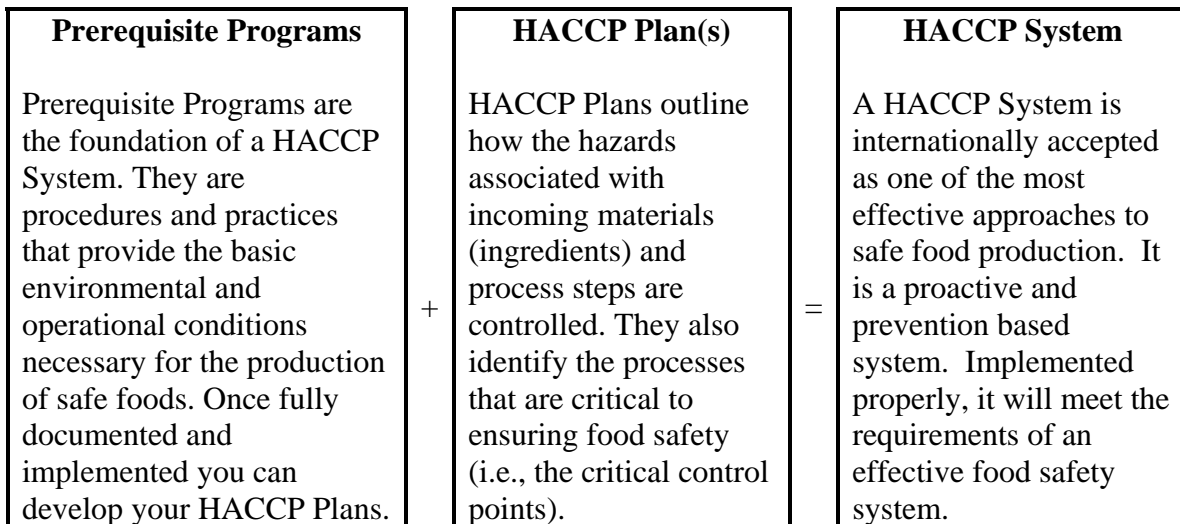 Prerequisite Programs
Prerequisite Programs are
the foundation of a HACCP
System. They are
procedures and practices
that provide the basic
environmental and
operational conditions
necessary for the production
of safe foods. Once fully
documented and
implemented you can
develop your HACCP Plans.
+
HACCP Plan(s)
HACCP Plans outline
how the hazards
associated with
incoming materials
(ingredients) and
process steps are
controlled. They also
identify the processes
that are critical to
ensuring food safety
(i.e., the critical control
points).
=
HACCP System
A HACCP System is
internationally accepted
as one of the most
effective approaches to
safe food production.  It
is a proactive and
prevention based
system.  Implemented
properly, it will meet the
requirements of an
effective food safety
system.